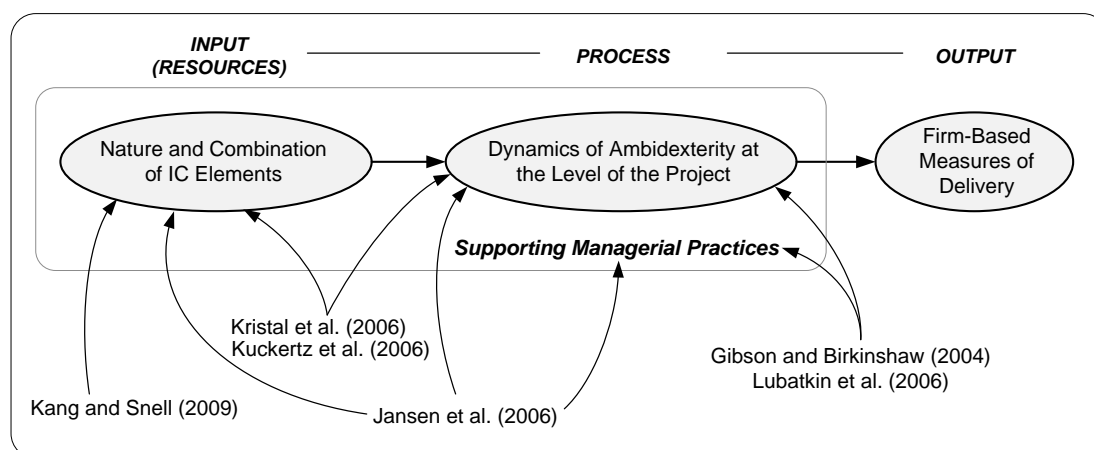 INPUT
(RESOURCES)
PROCESS
OUTPUT
Nature and Combination
of IC Elements
Dynamics of Ambidexterity at
the Level of the Project
Firm-Based
Measures of
Delivery
Supporting Managerial Practices
Kristal et al. (2006)
Kuckertz et al. (2006)
Gibson and Birkinshaw (2004)
Lubatkin et al. (2006)
Kang and Snell (2009)
Jansen et al. (2006)